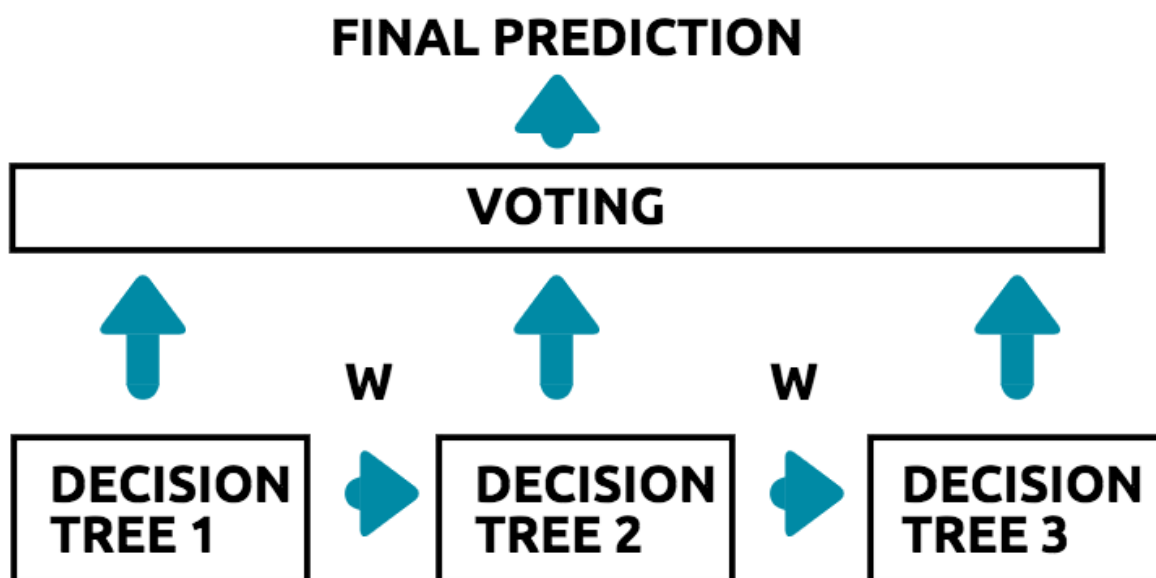 FINAL PREDICTION
VOTING
W
W
DECISION
TREE 1
DECISION
TREE 2
DECISION
TREE 3